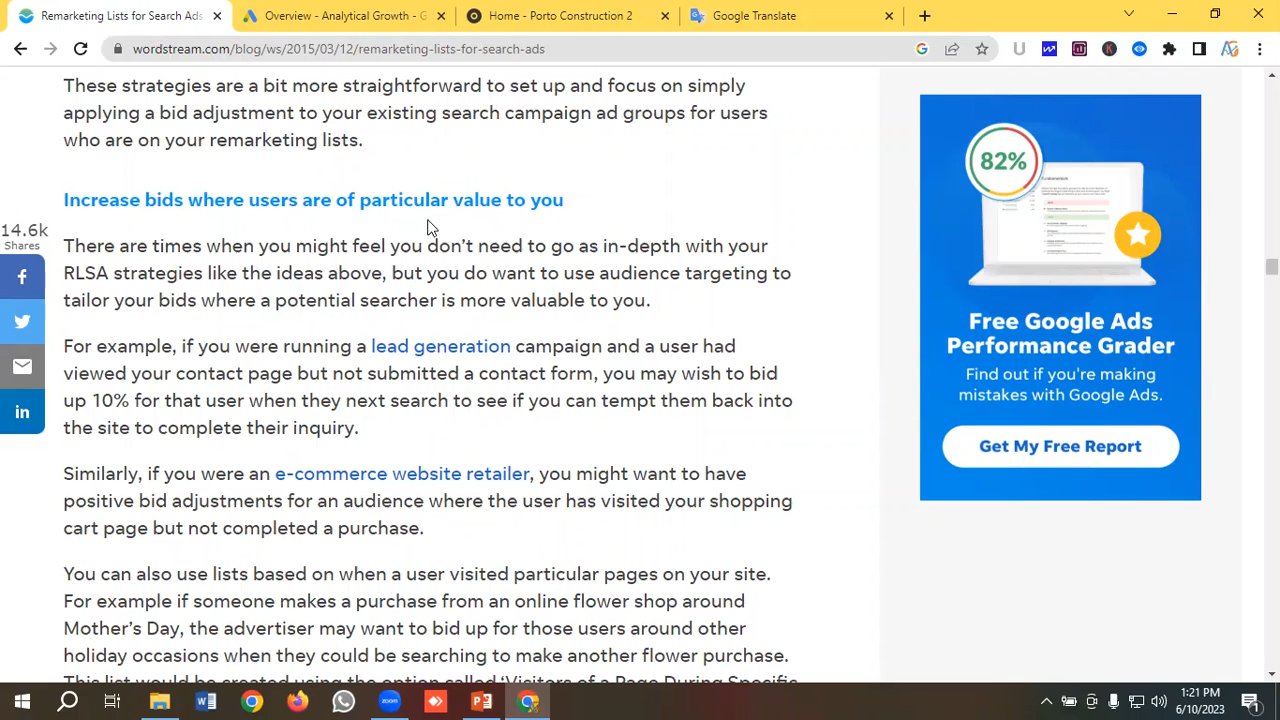 Remarketing Lists for Search Ads
Overview - Analytical Growth - G
Home - Porto Construction 2
Google Translate
wordstream.com/blog/ws/2015/03/12/remarketing-lists-for-search-ads
These strategies are a bit more straightforward to set up and focus on simply
applying a bid adjustment to your existing search campaign ad groups for users
who are on your remarketing lists.
Increase bids where users are of particular value to you
There are times when you might feel you don't need to go as in-depth with your
RLSA strategies like the ideas above, but you do want to use audience targeting to
tailor your bids where a potential searcher is more valuable to you.
For example, if you were running a lead generation campaign and a user had
viewed your contact page but not submitted a contact form, you may wish to bid
up 10% for that user when they next search to see if you can tempt them back into
the site to complete their inquiry.
Similarly, if you were an e-commerce website retailer, you might want to have
positive bid adjustments for an audience where the user has visited your shopping
cart page but not completed a purchase.
You can also use lists based on when a user visited particular pages on your site.
For example if someone makes a purchase from an online flower shop around
Mother's Day, the advertiser may want to bid up for those users around other
holiday occasions when they could be searching to make another flower purchase.
This list would be created using the option called 'Visitors of a Page During Specific
14.6k
Shares
82%
Free Google Ads
Performance Grader
Find out if you're making
mistakes with Google Ads.
Get My Free Report
1:21 PM
6/10/2023